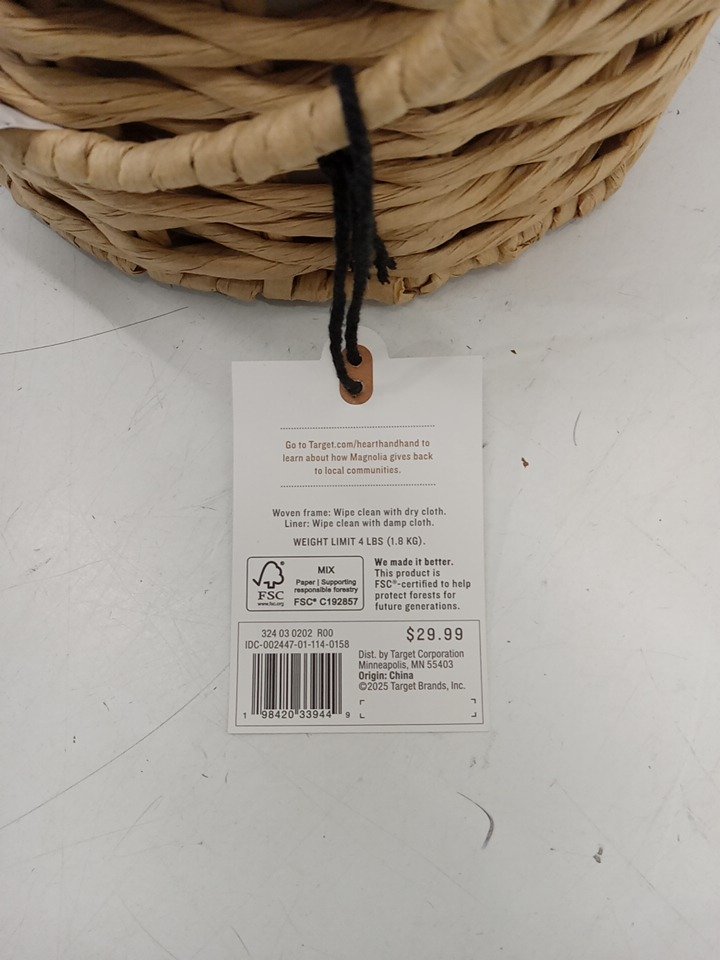 Go to Target.com/hearthandhand to
learn about how Magnolia gives back
to local communities.
Woven frame: Wipe clean with dry cloth.
Liner: Wipe clean with damp cloth.
WEIGHT LIMIT 4 LBS (1.8 KG).
FSC
www.fsc.org
MIX
Paper | Supporting
responsible forestry
FSC® C192857
We made it better.
This product is
FSC®-certified to help
protect forests for
future generations.
324 03 0202 R00
IDC-002447-01-114-0158
1 98420 33944 9
$29.99
Dist. by Target Corporation
Minneapolis, MN 55403
Origin: China
©2025 Target Brands, Inc.